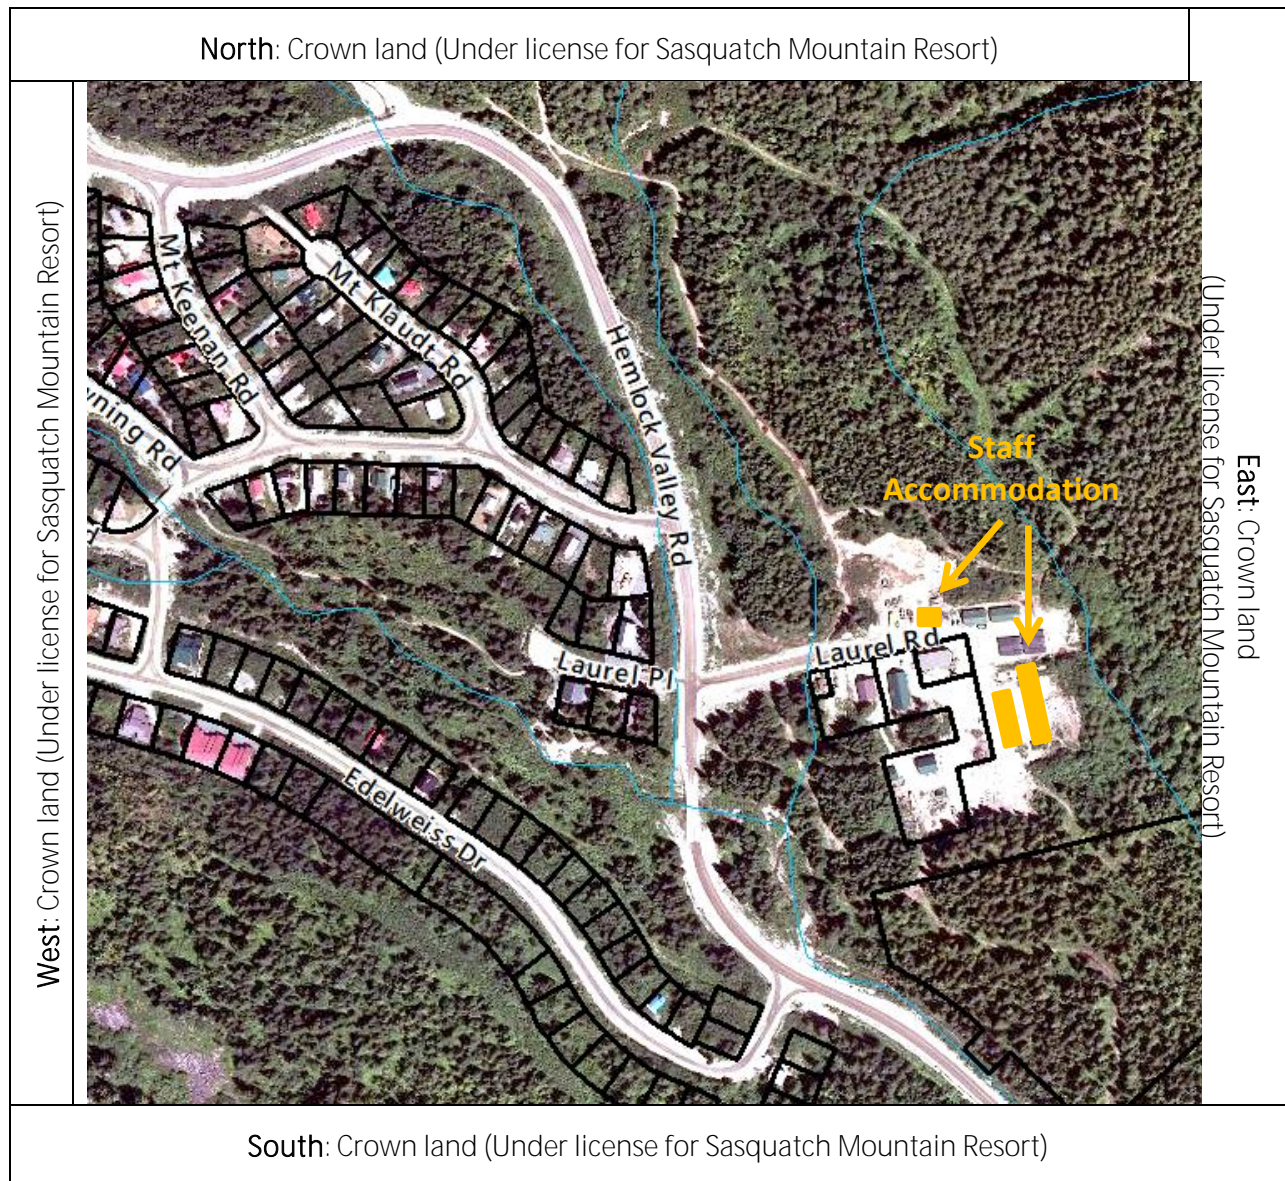 North: Crown land (Under license for Sasquatch Mountain Resort)
West: Crown land (Under license for Sasquatch Mountain Resort)
East: Crown land
(Under license for Sasquatch Mountain Resort)
Mt Keenan Rd
Mt Klaudt Rd
Hemlock Valley Rd
wning Rd
d
Staff
Accommodation
Laurel Rd
Laurel Pl
Edelweiss Dr
South: Crown land (Under license for Sasquatch Mountain Resort)